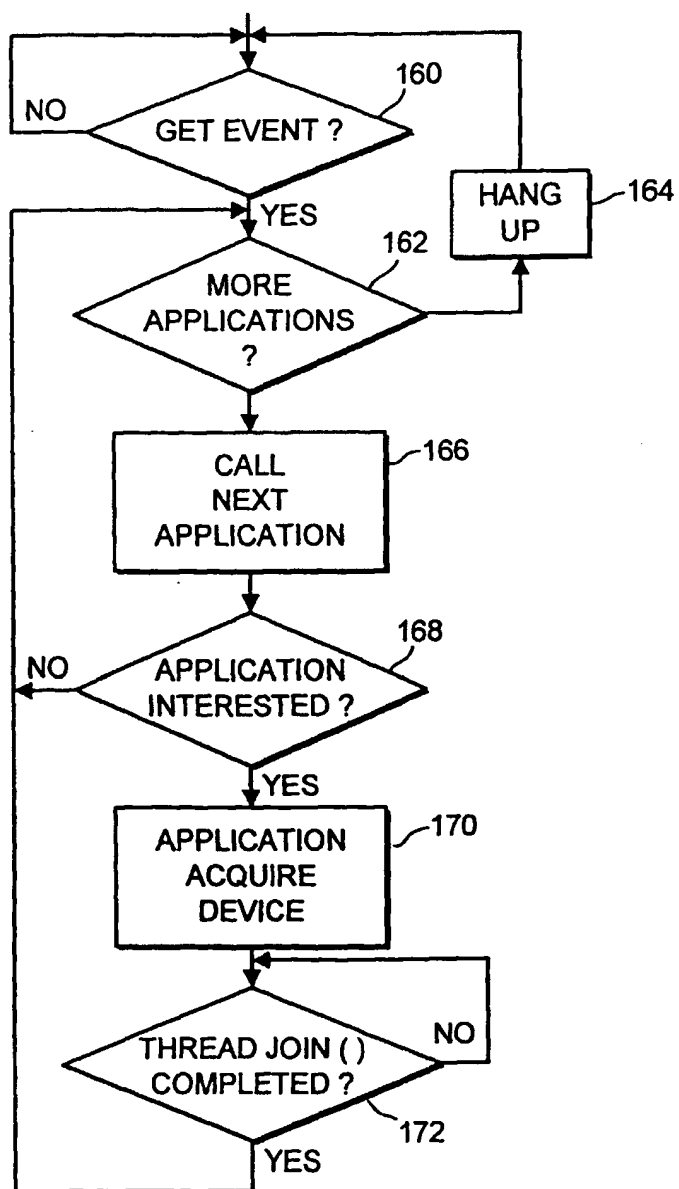 160
NO
GET EVENT ?
YES
HANG
UP
164
162
MORE
APPLICATIONS
?
166
CALL
NEXT
APPLICATION
168
NO
APPLICATION
INTERESTED ?
YES
170
APPLICATION
ACQUIRE
DEVICE
NO
THREAD JOIN ( )
COMPLETED ?
172
YES